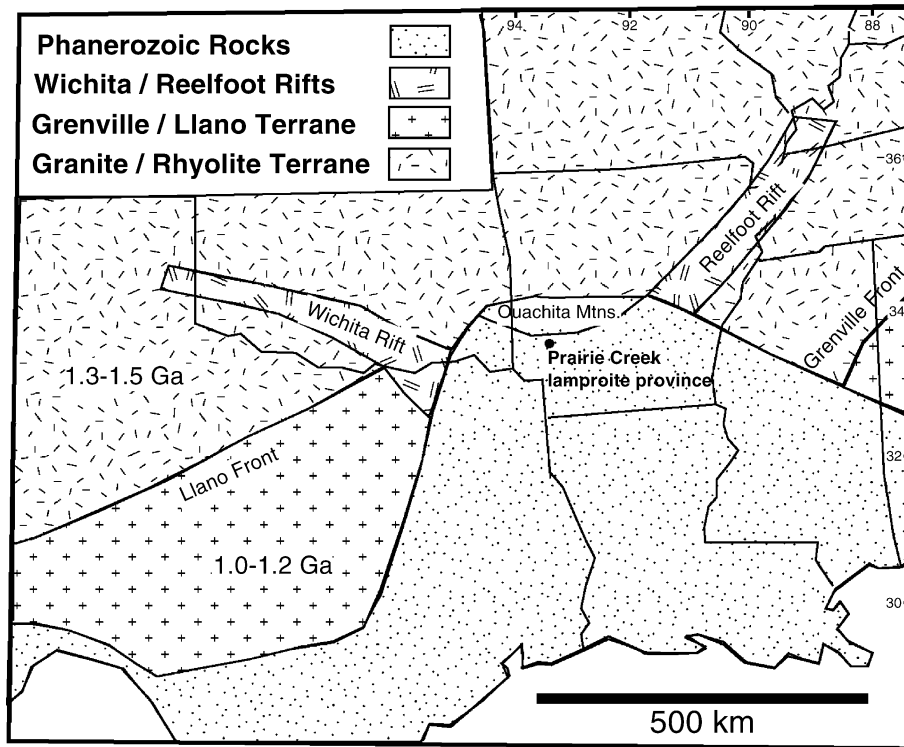 94
92
90
88
Phanerozoic Rocks
Wichita / Reelfoot Rifts
Grenville / Llano Terrane
Granite / Rhyolite Terrane
36
Reelfoot Rift
Wichita Rift
Ouachita Mtns.
Grenville Front
34
Prairie Creek
lamproite province
1.3-1.5 Ga
Llano Front
32
1.0-1.2 Ga
30
500 km